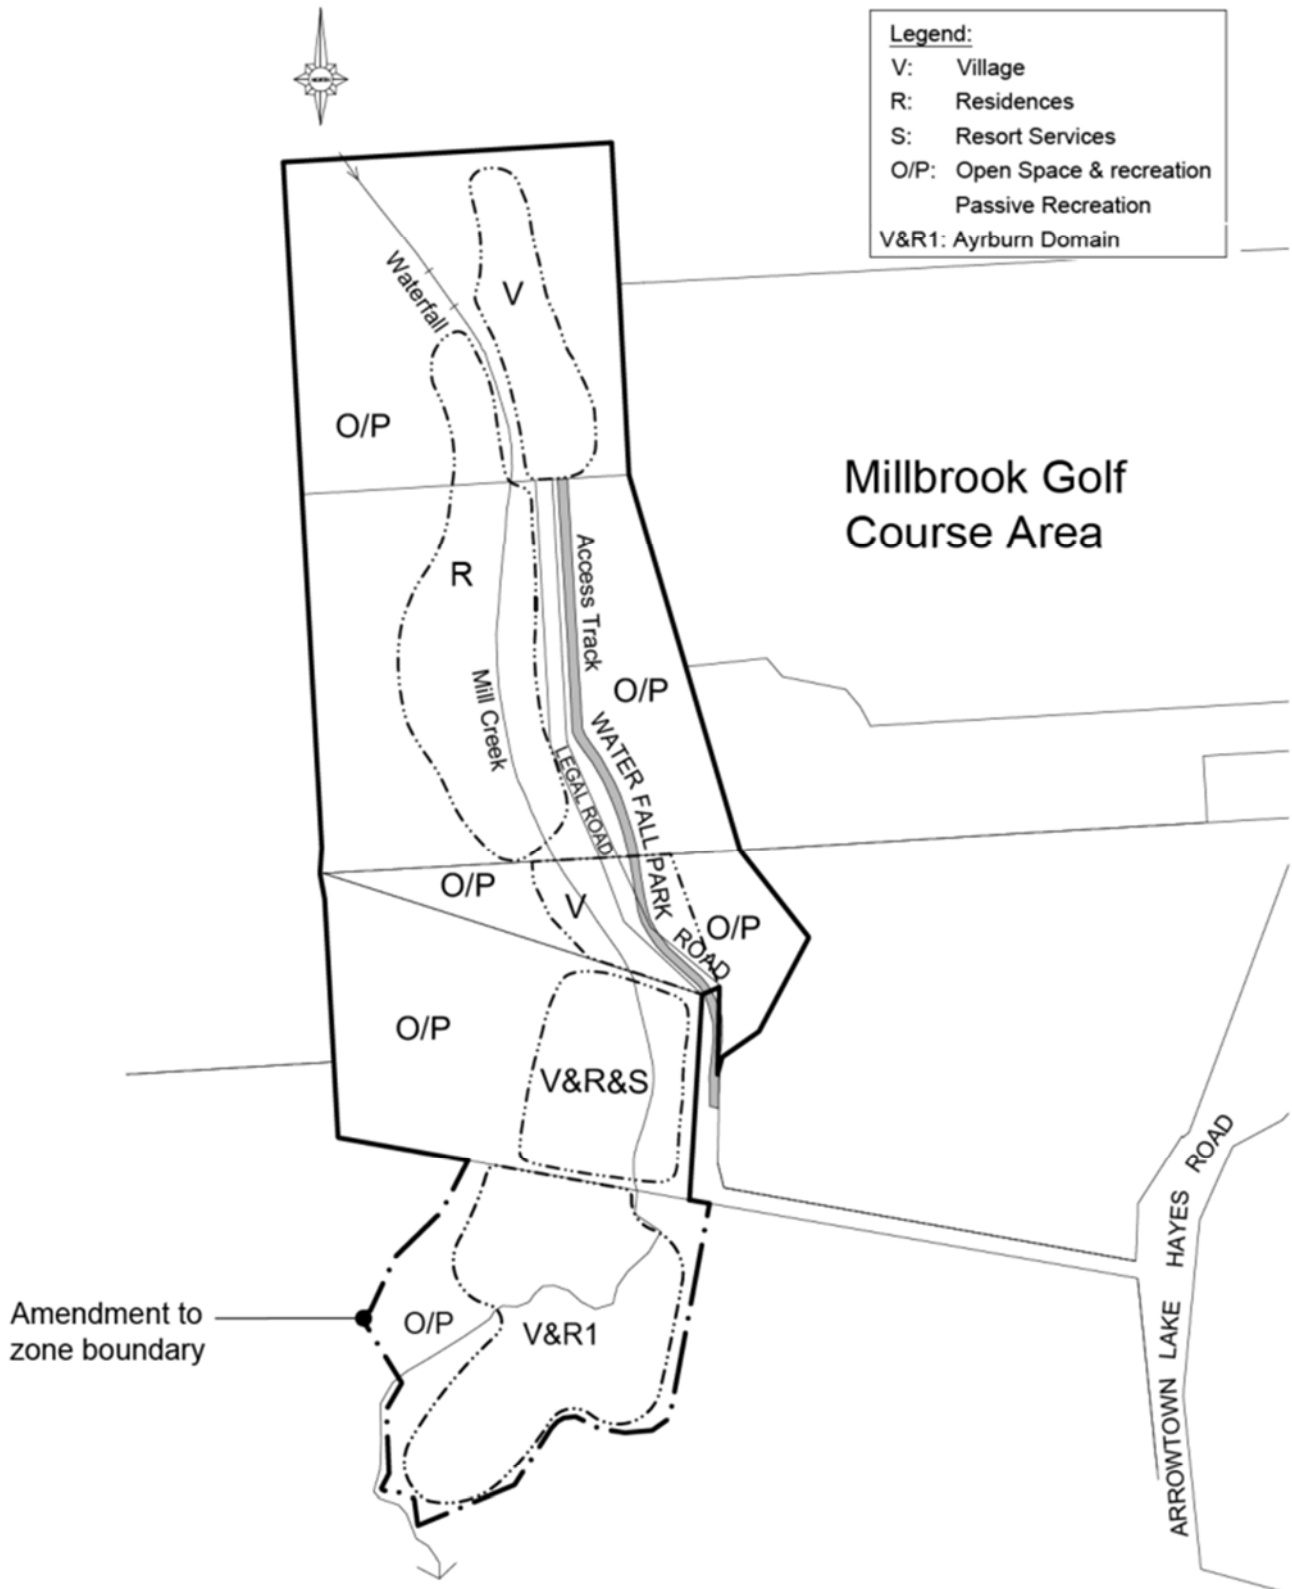 Legend:
V: Village
R: Residences
S: Resort Services
O/P: Open Space & recreation
Passive Recreation
V&R1: Ayrburn Domain
Waterfall
V
O/P
Millbrook Golf
Course Area
R
Access Track
Mill Creek
O/P
WATER FALL PARK ROAD
LEGAL ROAD
O/P
V
O/P
O/P
V&R&S
ARROWTOWN LAKE HAYES ROAD
Amendment to
zone boundary
O/P
V&R1